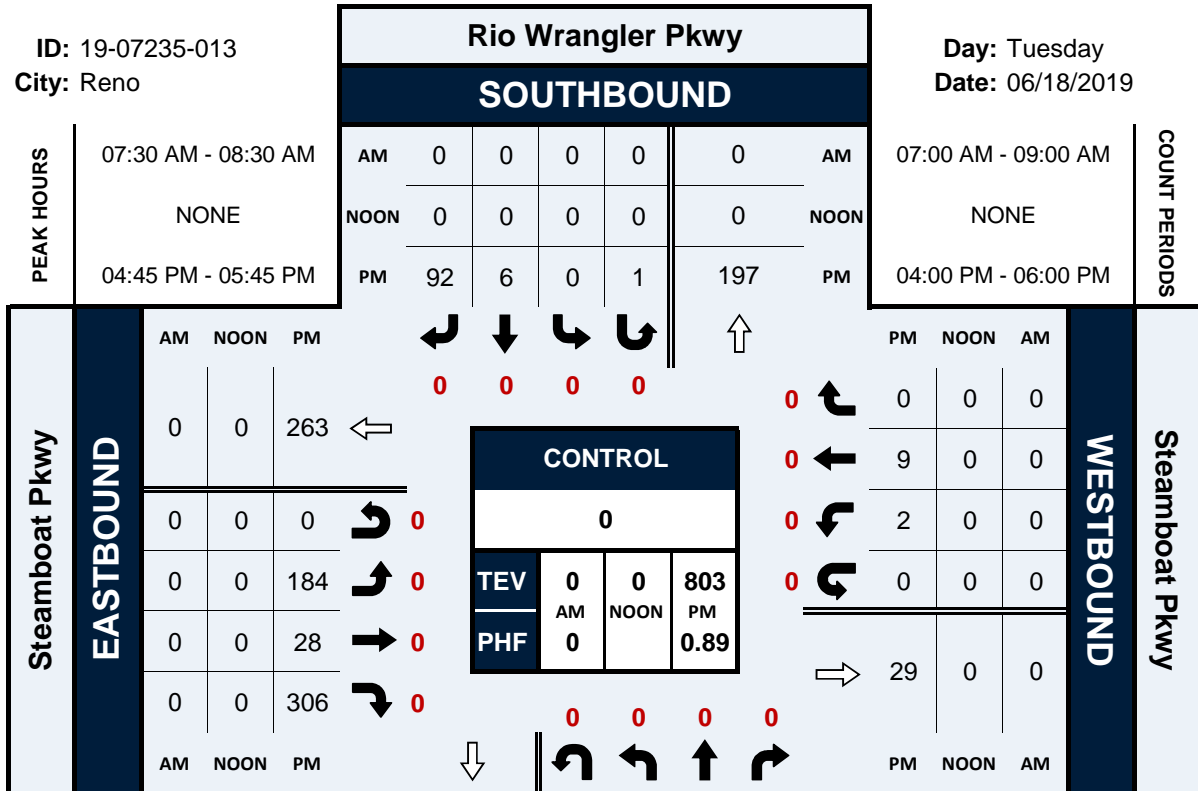 ID: 19-07235-013
City: Reno
Rio Wrangler Pkwy
SOUTHBOUND
Day: Tuesday
Date: 06/18/2019
PEAK HOURS
07:30 AM - 08:30 AM
NONE
04:45 PM - 05:45 PM
AM 0 0 0 0 0 AM
NOON 0 0 0 0 0 NOON
PM 92 6 0 1 197 PM
07:00 AM - 09:00 AM
NONE
04:00 PM - 06:00 PM
COUNT PERIODS
0 0 0 0
Steamboat Pkwy
EASTBOUND
AM NOON PM
0 0 263
0 0 0 0
0 0 184 0
0 0 28 0
0 0 306 0
AM NOON PM
CONTROL
0
TEV 0 0 803
AM NOON PM
PHF 0 0.89
PM NOON AM
0 0 0 0
0 9 0 0
0 2 0 0
0 0 0 0
29 0 0
PM NOON AM
WESTBOUND
Steamboat Pkwy
0 0 0 0